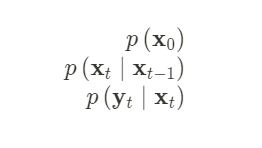 p(𝐱₀)
p(𝐱ₜ | 𝐱ₜ₋₁)
p(𝐲ₜ | 𝐱ₜ)